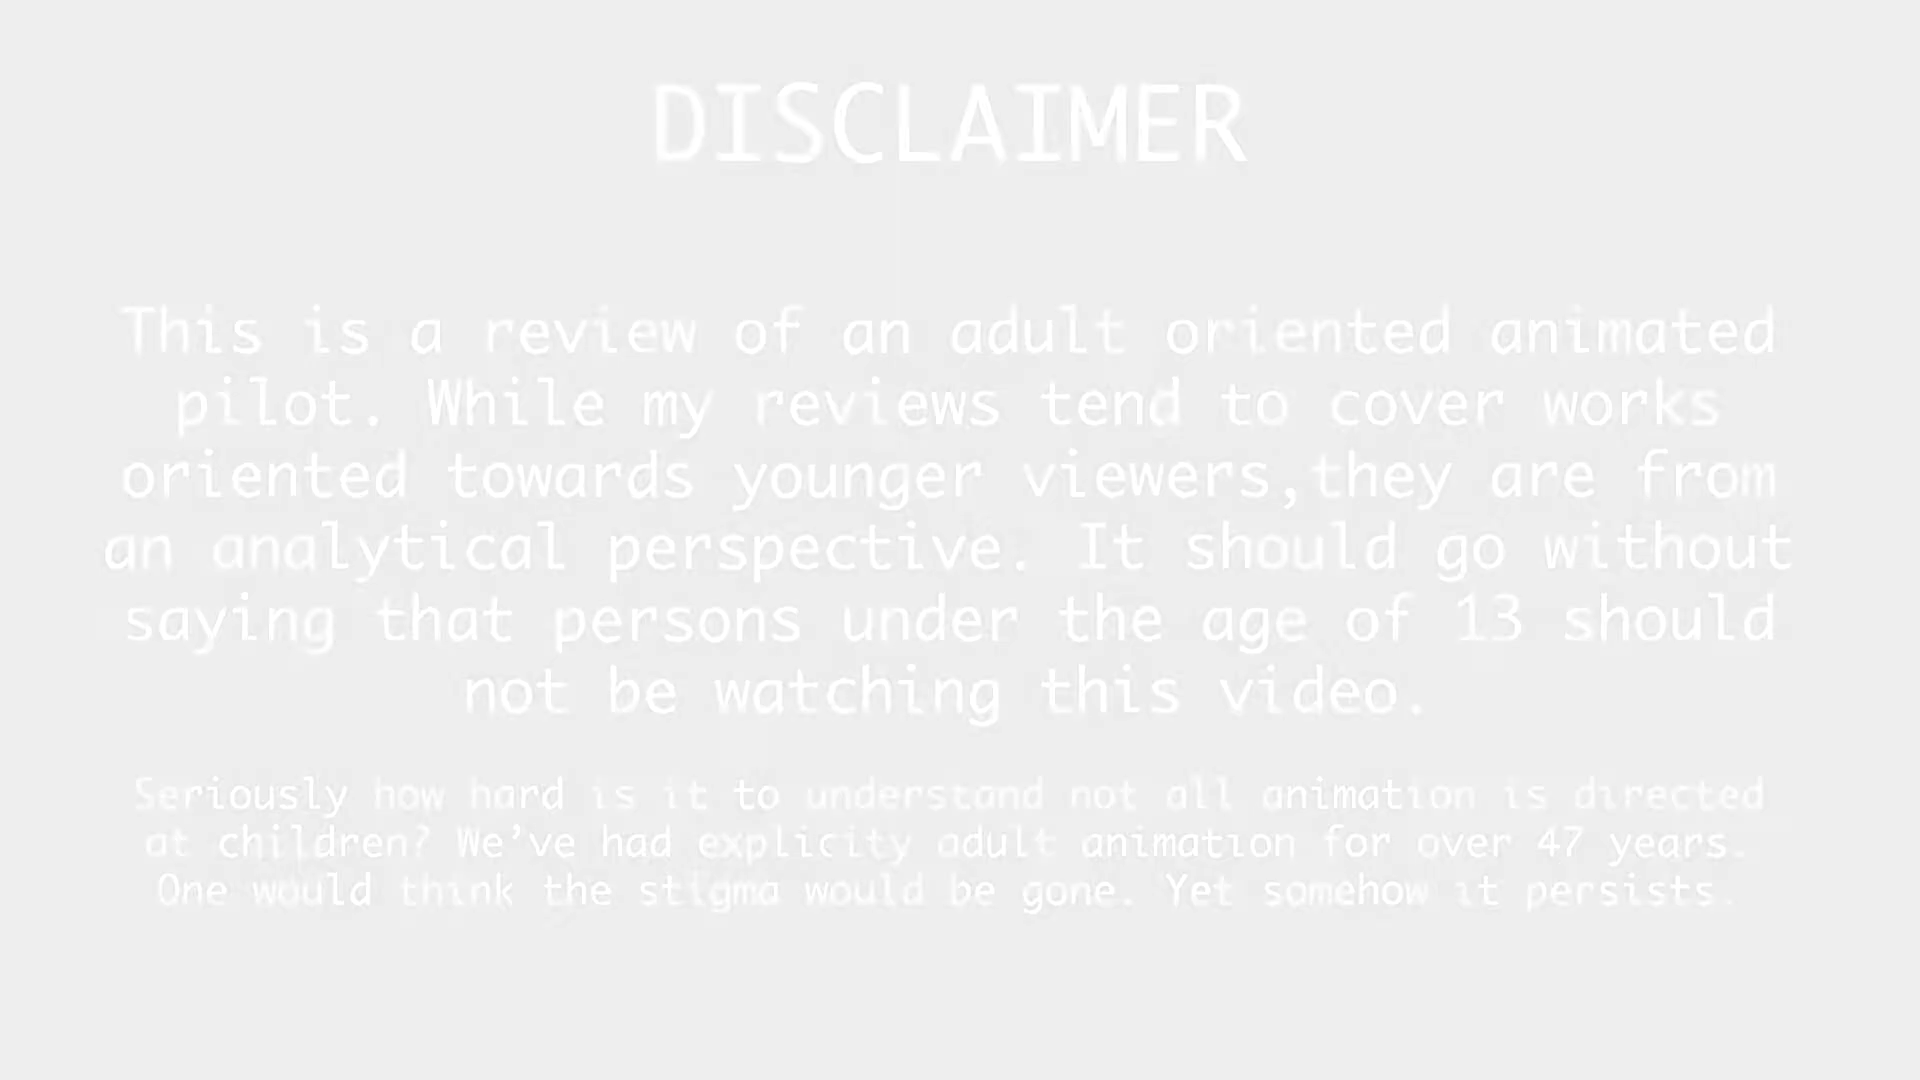 DISCLAIMER
This is a review of an adult oriented animated
pilot. While my reviews tend to cover works
oriented towards younger viewers,they are from
an analytical perspective. It should go without
saying that persons under the age of 13 should
not be watching this video.
Seriously how hard is it to understand not all animation is directed
at children? We’ve had explicity adult animation for over 47 years.
One would think the stigma would be gone. Yet somehow it persists.